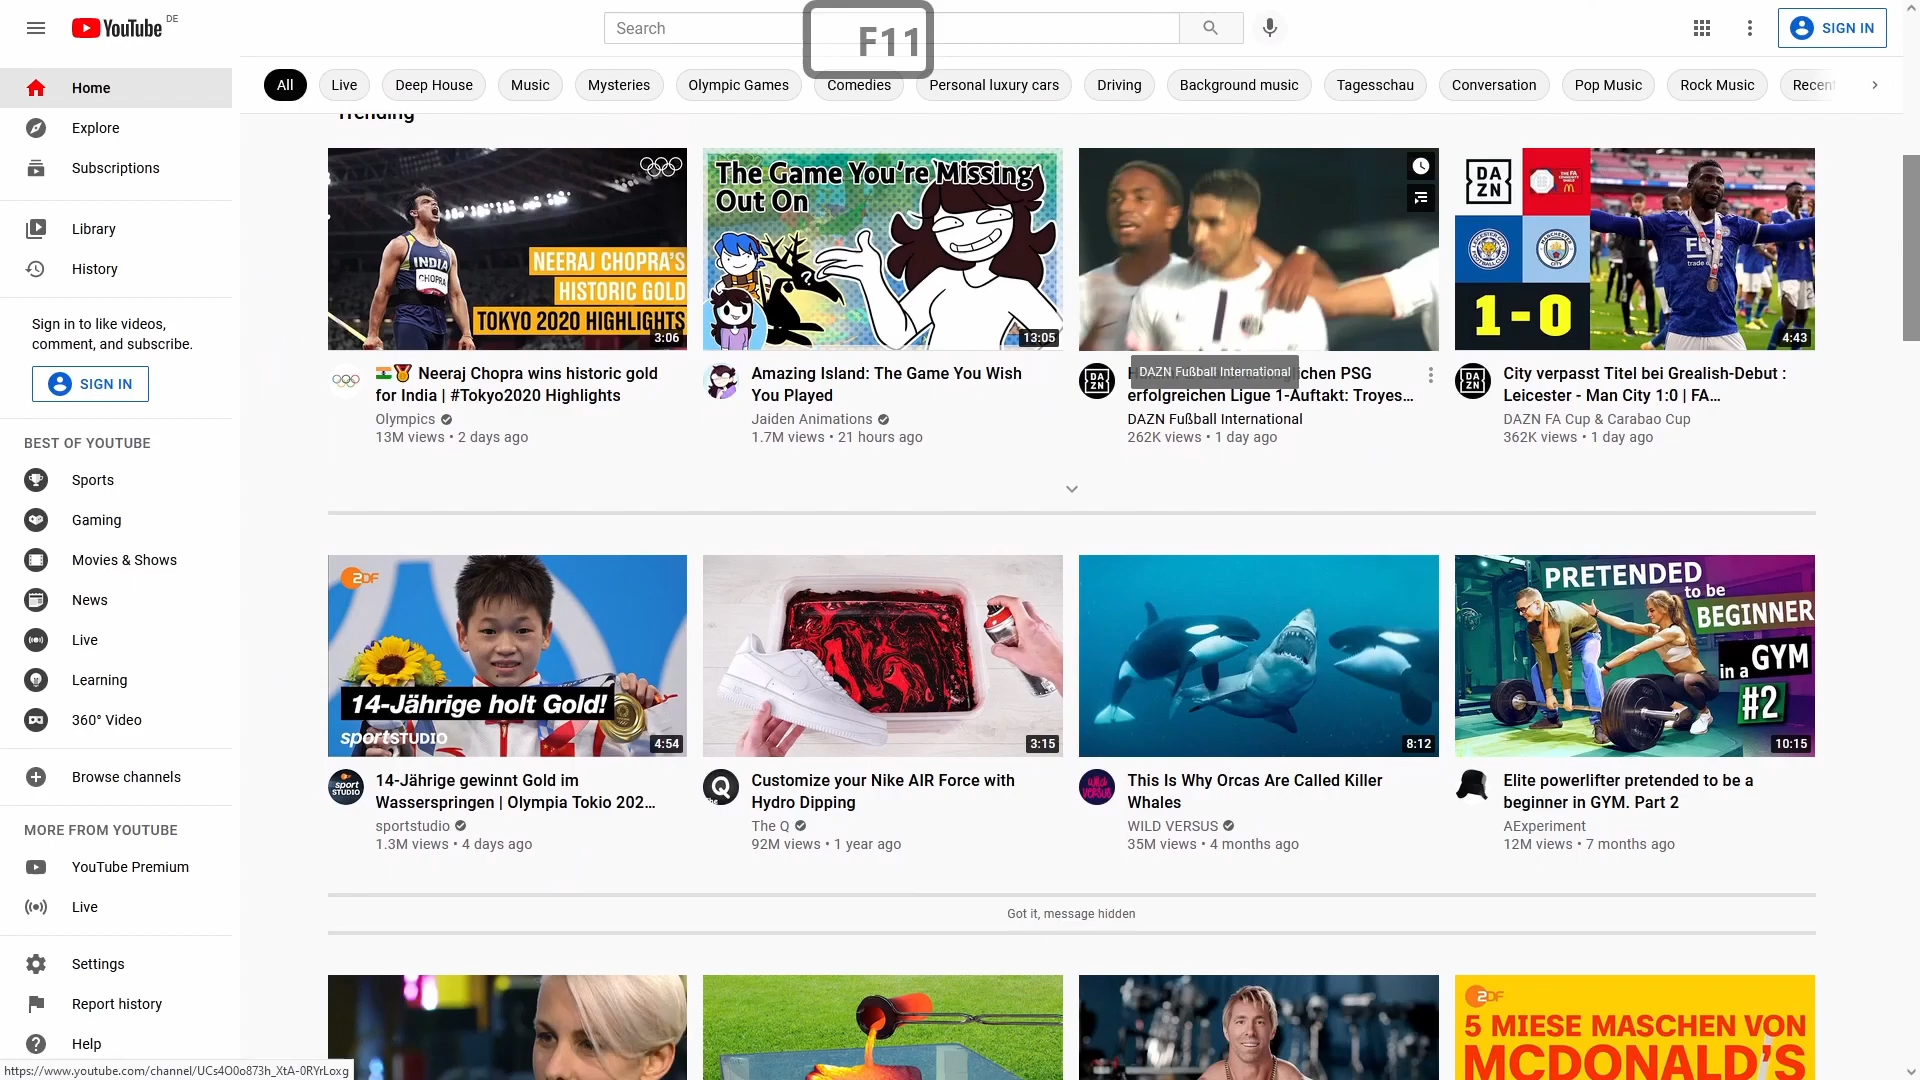 YouTube DE
Search
F11
SIGN IN
Home
Explore
Subscriptions
Library
History
Sign in to like videos,
comment, and subscribe.
SIGN IN
BEST OF YOUTUBE
Sports
Gaming
Movies & Shows
News
Live
Learning
360° Video
Browse channels
MORE FROM YOUTUBE
YouTube Premium
Live
Settings
Report history
Help
https://www.youtube.com/channel/UCs4O0o873h_XtA-0RYrLoxg
All
Live
Deep House
Music
Mysteries
Olympic Games
Comedies
Personal luxury cars
Driving
Background music
Tagesschau
Conversation
Pop Music
Rock Music
Recent
Trending
INDIA
CHOPRA
NEERAJ CHOPRA'S
HISTORIC GOLD
TOKYO 2020 HIGHLIGHTS
3:06
Neeraj Chopra wins historic gold
for India | #Tokyo2020 Highlights
Olympics
13M views • 2 days ago
The Game You're Missing
Out On
13:05
Amazing Island: The Game You Wish
You Played
Jaiden Animations
1.7M views • 21 hours ago
DAZN Fußball International
PSG
erfolgreichen Ligue 1-Auftakt: Troyes...
DAZN Fußball International
262K views • 1 day ago
DAZN
1-0
4:43
City verpasst Titel bei Grealish-Debut :
Leicester - Man City 1:0 | FA...
DAZN FA Cup & Carabao Cup
362K views • 1 day ago
ZDF
14-Jährige holt Gold!
sportSTUDIO
4:54
sport
STUDIO
14-Jährige gewinnt Gold im
Wasserspringen | Olympia Tokio 202...
sportstudio
1.3M views • 4 days ago
3:15
Customize your Nike AIR Force with
Hydro Dipping
The Q
92M views • 1 year ago
8:12
This Is Why Orcas Are Called Killer
Whales
WILD VERSUS
35M views • 4 months ago
PRETENDED
to be
BEGINNER
in a GYM
#2
10:15
Elite powerlifter pretended to be a
beginner in GYM. Part 2
AExperiment
12M views • 7 months ago
Got it, message hidden
ZDF
5 MIESE MASCHEN VON
MCDONALD'S